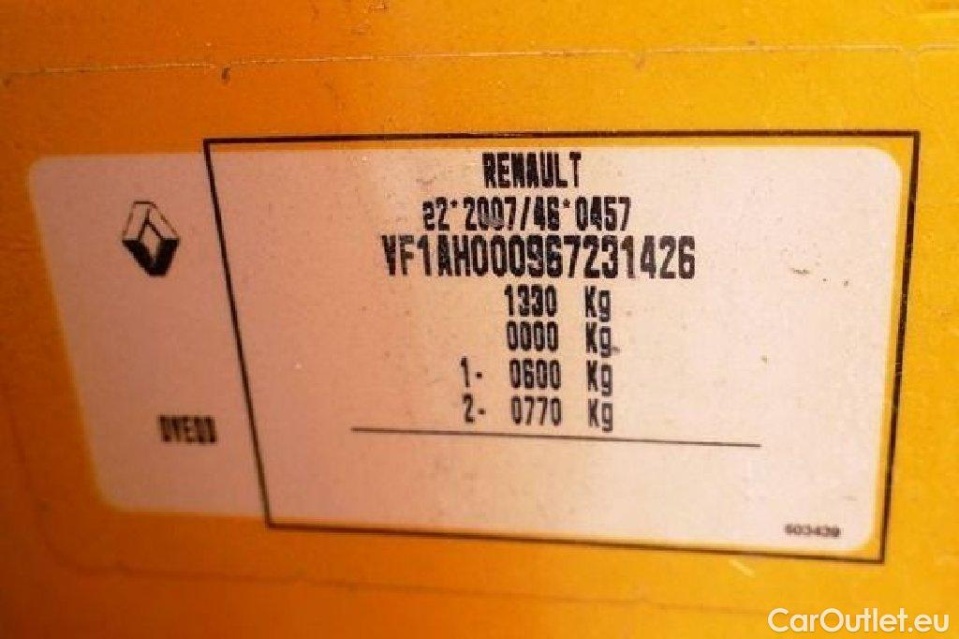 RENAULT
e2*2007/46*0457
VF1AH000967231426
1330 Kg
0000 Kg
1- 0600 Kg
2- 0770 Kg
603439
CarOutlet.eu